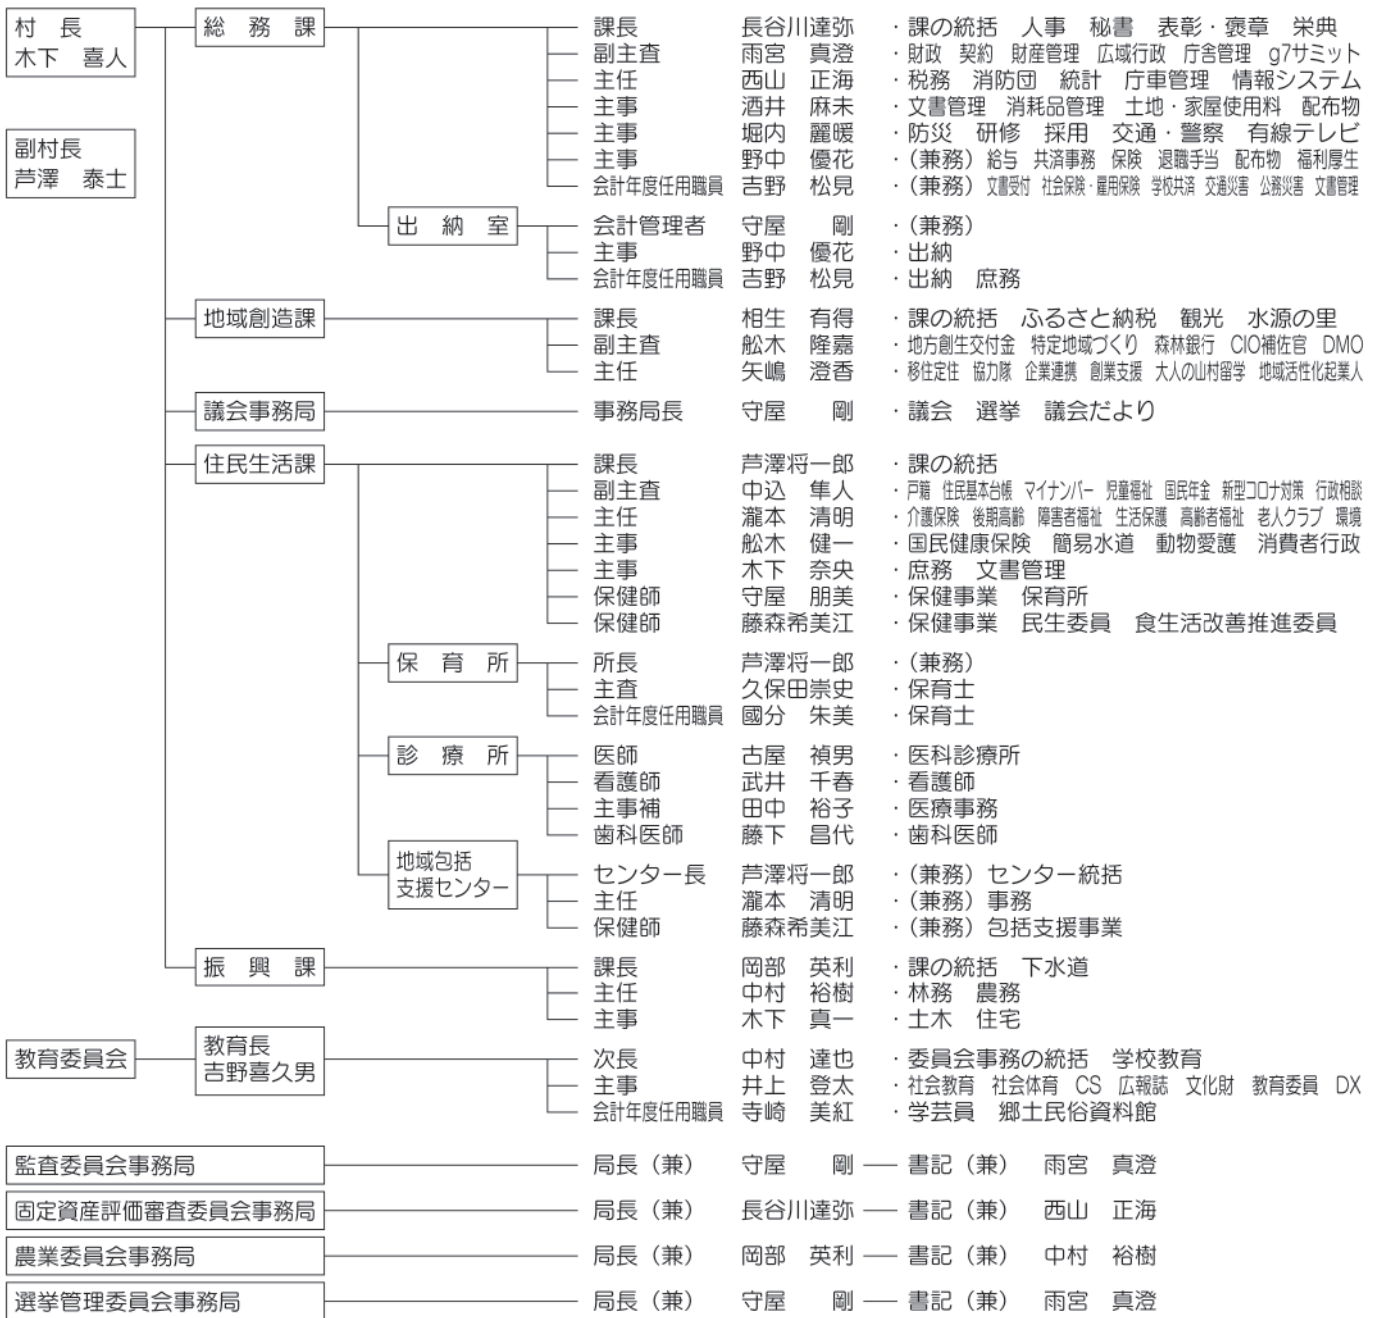 村長
木下 喜人
副村長
芦澤 泰士
総務課
課長 長谷川達弥 ・課の統括 人事 秘書 表彰・褒章 栄典
副主査 雨宮 真澄 ・財政 契約 財産管理 広域行政 庁舎管理 g7サミット
主任 西山 正海 ・税務 消防団 統計 庁車管理 情報システム
主事 酒井 麻未 ・文書管理 消耗品管理 土地・家屋使用料 配布物
主事 堀内 麗暖 ・防災 研修 採用 交通・警察 有線テレビ
主事 野中 優花 ・(兼務) 給与 共済事務 保険 退職手当 配布物 福利厚生
会計年度任用職員 吉野 松見 ・(兼務) 文書受付 社会保険・雇用保険 学校共済 交通災害 公務災害 文書管理
出納室
会計管理者 守屋 剛 ・(兼務)
主事 野中 優花 ・出納
会計年度任用職員 吉野 松見 ・出納 庶務
地域創造課
課長 相生 有得 ・課の統括 ふるさと納税 観光 水源の里
副主査 舩木 隆嘉 ・地方創生交付金 特定地域づくり 森林銀行 CIO補佐官 DMO
主任 矢嶋 澄香 ・移住定住 協力隊 企業連携 創業支援 大人の山村留学 地域活性化起業人
議会事務局
事務局長 守屋 剛 ・議会 選挙 議会だより
住民生活課
課長 芦澤将一郎 ・課の統括
副主査 中込 隼人 ・戸籍 住民基本台帳 マイナンバー 児童福祉 国民年金 新型コロナ対策 行政相談
主任 瀧本 清明 ・介護保険 後期高齢 障害者福祉 生活保護 高齢者福祉 老人クラブ 環境
主事 舩木 健一 ・国民健康保険 簡易水道 動物愛護 消費者行政
主事 木下 奈央 ・庶務 文書管理
保健師 守屋 朋美 ・保健事業 保育所
保健師 藤森希美江 ・保健事業 民生委員 食生活改善推進委員
保育所
所長 芦澤将一郎 ・(兼務)
主査 久保田崇史 ・保育士
会計年度任用職員 國分 朱美 ・保育士
診療所
医師 古屋 禎男 ・医科診療所
看護師 武井 千春 ・看護師
主事補 田中 裕子 ・医療事務
歯科医師 藤下 昌代 ・歯科医師
地域包括
支援センター
センター長 芦澤将一郎 ・(兼務) センター統括
主任 瀧本 清明 ・(兼務) 事務
保健師 藤森希美江 ・(兼務) 包括支援事業
振興課
課長 岡部 英利 ・課の統括 下水道
主任 中村 裕樹 ・林務 農務
主事 木下 真一 ・土木 住宅
教育委員会
教育長
吉野喜久男
次長 中村 達也 ・委員会事務の統括 学校教育
主事 井上 登太 ・社会教育 社会体育 CS 広報誌 文化財 教育委員 DX
会計年度任用職員 寺崎 美紅 ・学芸員 郷土民俗資料館
監査委員会事務局 局長(兼) 守屋 剛 ― 書記(兼) 雨宮 真澄
固定資産評価審査委員会事務局 局長(兼) 長谷川達弥 ― 書記(兼) 西山 正海
農業委員会事務局 局長(兼) 岡部 英利 ― 書記(兼) 中村 裕樹
選挙管理委員会事務局 局長(兼) 守屋 剛 ― 書記(兼) 雨宮 真澄